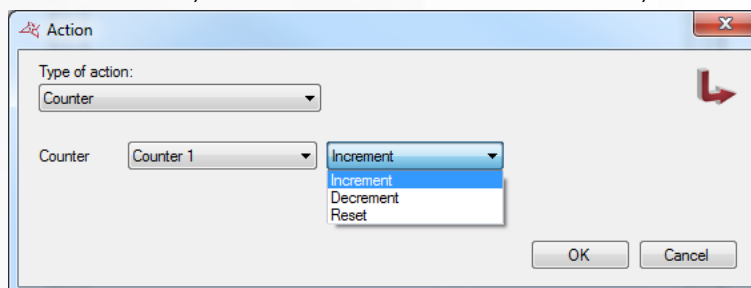 Action
x
Type of action:
Counter
Counter Counter 1 Increment
Increment
Decrement
Reset
OK Cancel